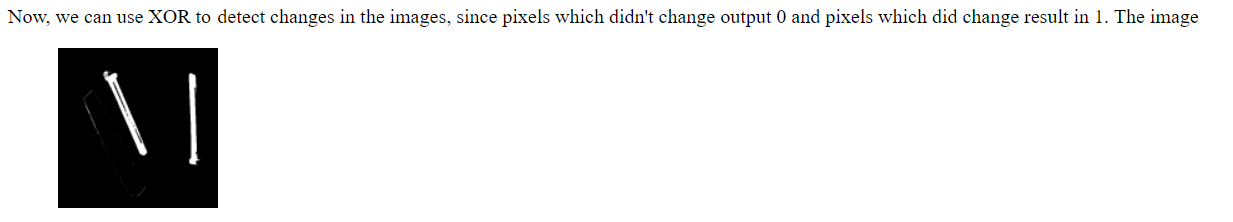 Now, we can use XOR to detect changes in the images, since pixels which didn't change output 0 and pixels which did change result in 1. The image